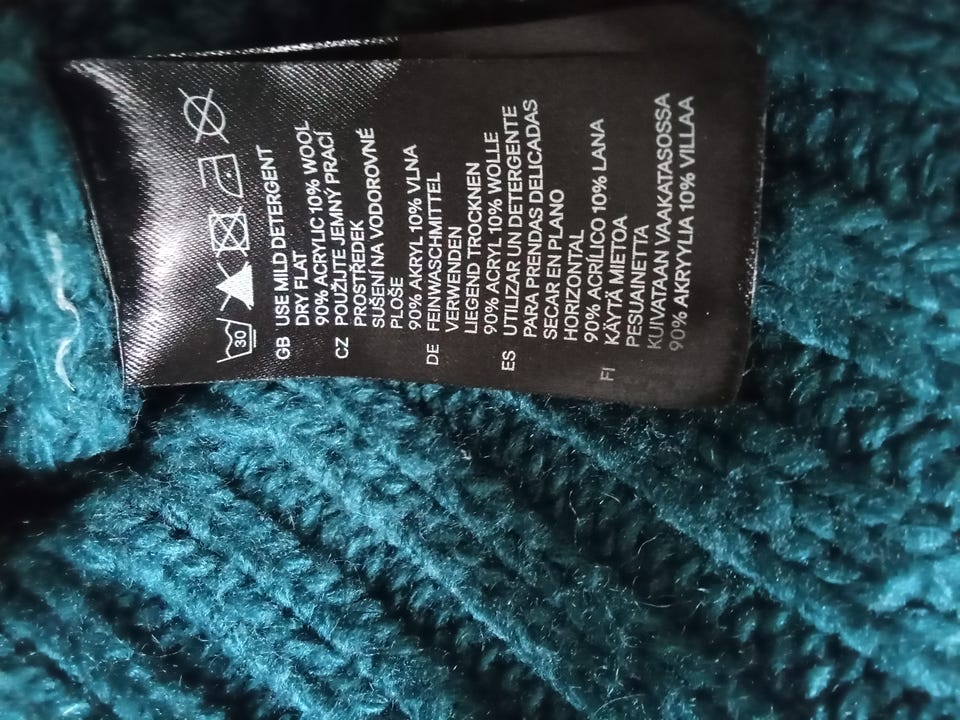 30
GB USE MILD DETERGENT
DRY FLAT
90% ACRYLIC 10% WOOL
CZ POUŽIJTE JEMNÝ PRACÍ
PROSTŘEDEK
SUŠENÍ NA VODOROVNÉ
PLOŠE
90% AKRYL 10% VLNA
DE FEINWASCHMITTEL
VERWENDEN
LIEGEND TROCKNEN
90% ACRYL 10% WOLLE
ES UTILIZAR UN DETERGENTE
PARA PRENDAS DELICADAS
SECAR EN PLANO
HORIZONTAL
90% ACRÍLICO 10% LANA
FI KÄYTÄ MIETOA
PESUAINETTA
KUIVATAAN VAAKATASOSSA
90% AKRYYLIA 10% VILLAA